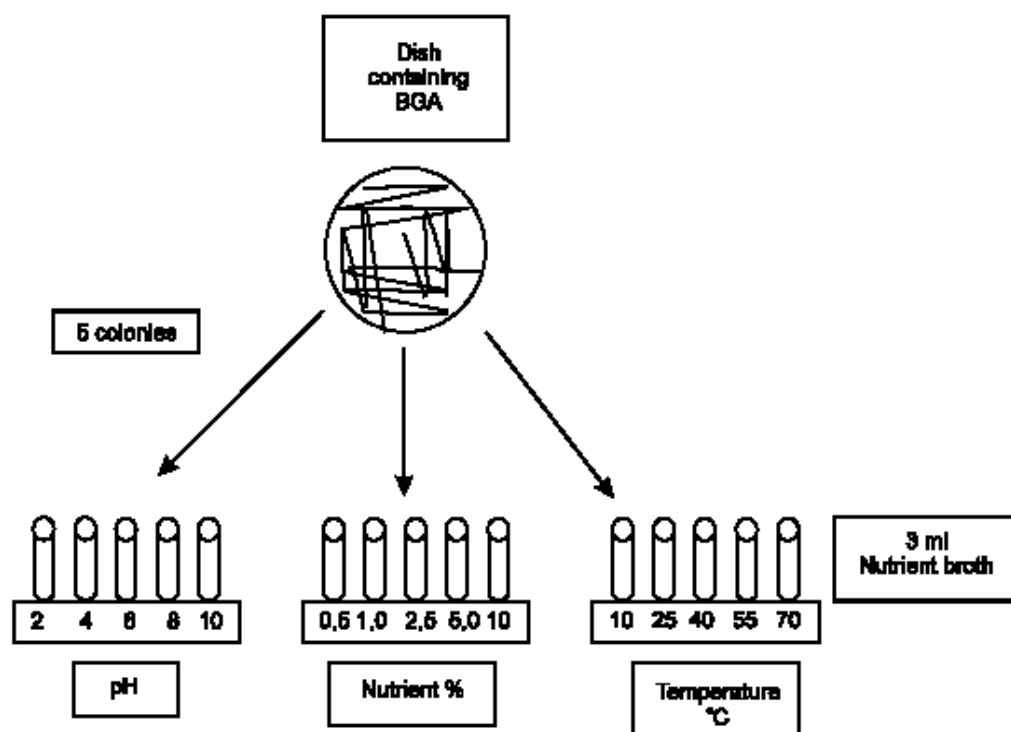 Dish
containing
BGA
5 colonies
3 ml
Nutrient broth
2 4 6 8 10
0,5 1,0 2,5 5,0 10
10 25 40 55 70
pH
Nutrient %
Temperature
°C